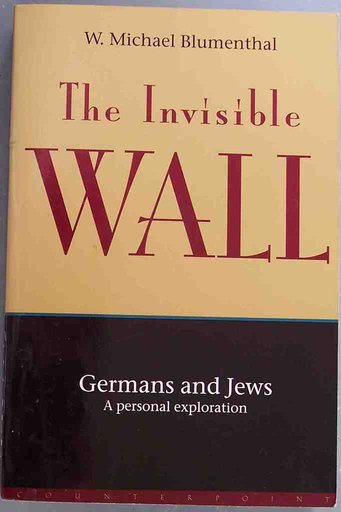 W. Michael Blumenthal
The Invisible
WALL
Germans and Jews
A personal exploration
COUNTERPOINT